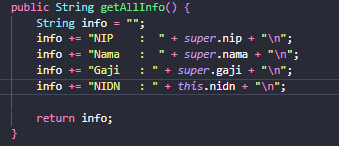 public String getAllInfo() {
    String info = "";
    info += "NIP   :  " + super.nip + "\n";
    info += "Nama   :  " + super.nama + "\n";
    info += "Gaji   : " + super.gaji + "\n";
    info += "NIDN   : " + this.nidn + "\n";

    return info;
}